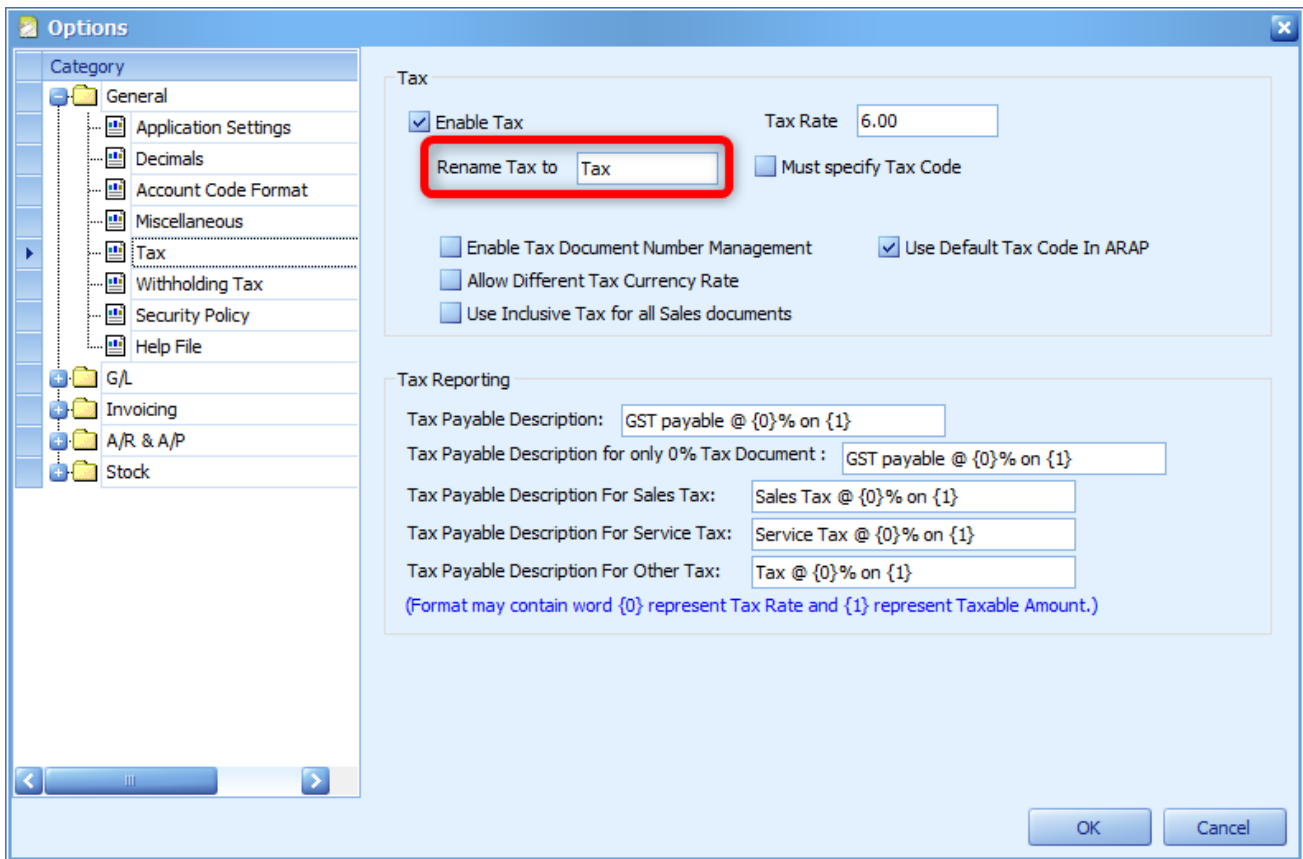 Options
Category
General
Application Settings
Decimals
Account Code Format
Miscellaneous
Tax
Withholding Tax
Security Policy
Help File
G/L
Invoicing
A/R & A/P
Stock
Tax
Enable Tax
Tax Rate 6.00
Rename Tax to Tax
Must specify Tax Code
Enable Tax Document Number Management
Use Default Tax Code In ARAP
Allow Different Tax Currency Rate
Use Inclusive Tax for all Sales documents
Tax Reporting
Tax Payable Description: GST payable @ {0}% on {1}
Tax Payable Description for only 0% Tax Document : GST payable @ {0}% on {1}
Tax Payable Description For Sales Tax: Sales Tax @ {0}% on {1}
Tax Payable Description For Service Tax: Service Tax @ {0}% on {1}
Tax Payable Description For Other Tax: Tax @ {0}% on {1}
(Format may contain word {0} represent Tax Rate and {1} represent Taxable Amount.)
OK
Cancel